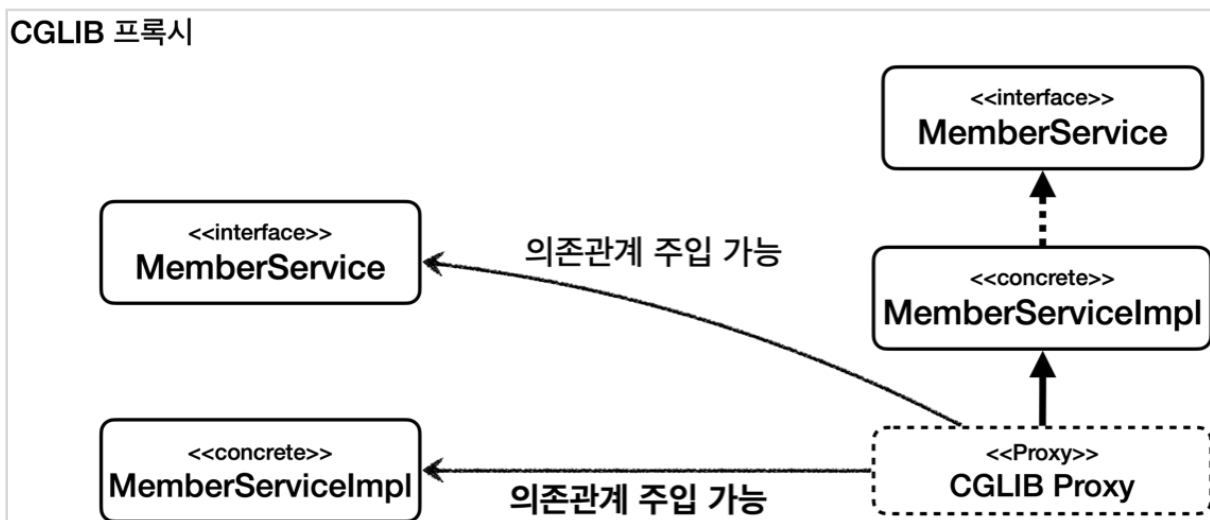 CGLIB 프록시
<<interface>>
MemberService
<<interface>>
MemberService
의존관계 주입 가능
<<concrete>>
MemberServiceImpl
<<concrete>>
MemberServiceImpl
의존관계 주입 가능
<<Proxy>>
CGLIB Proxy